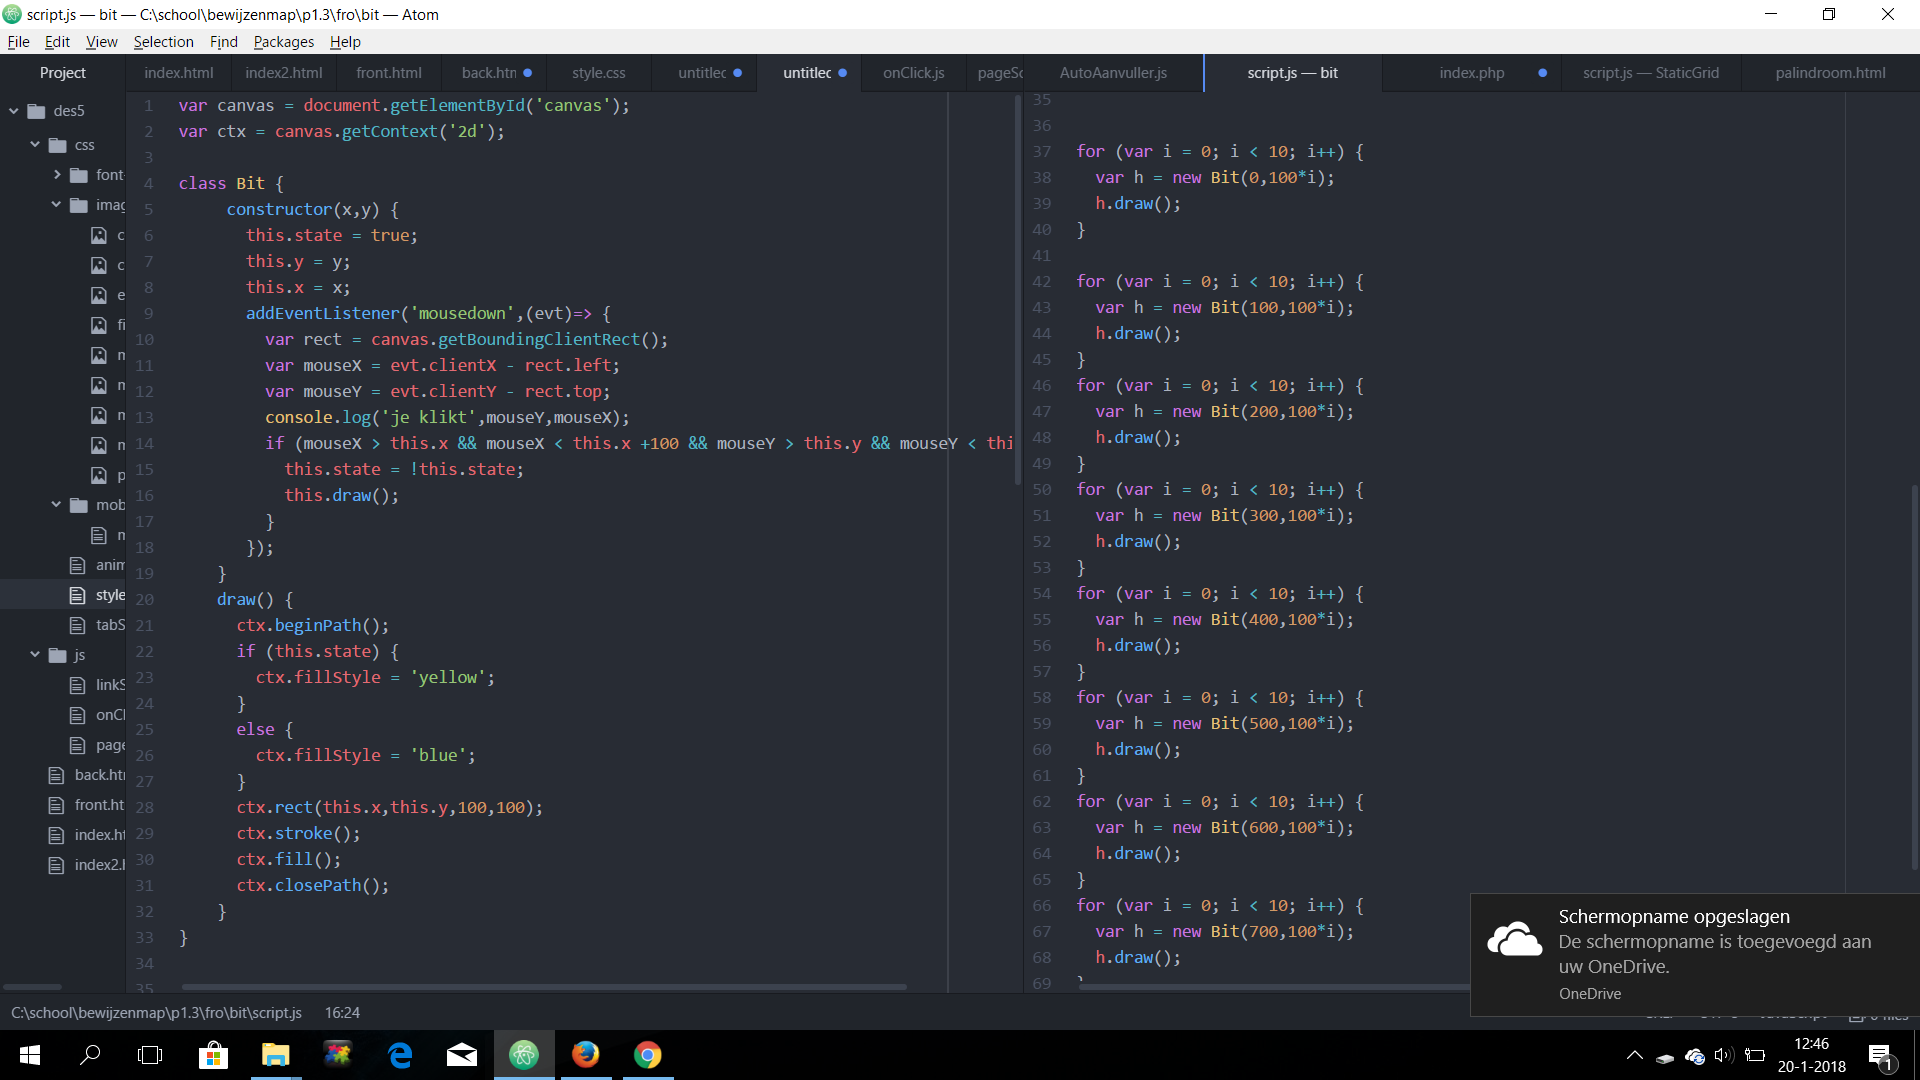 script.js — bit — C:\school\bewijzenmap\p1.3\fro\bit — Atom
File Edit View Selection Find Packages Help
Project
index.html index2.html front.html back.htn style.css untitlec untitlec onClick.js pageSc AutoAanvuller.js script.js — bit index.php script.js — StaticGrid palindroom.html
des5
css
font
imag
c
c
e
fi
m
m
m
m
p
mob
m
anim
style
tabS
js
linkS
onCl
page
back.htm
front.ht
index.ht
index2.h
1 var canvas = document.getElementById('canvas');
2 var ctx = canvas.getContext('2d');
3
4 class Bit {
5 constructor(x,y) {
6 this.state = true;
7 this.y = y;
8 this.x = x;
9 addEventListener('mousedown',(evt)=> {
10 var rect = canvas.getBoundingClientRect();
11 var mouseX = evt.clientX - rect.left;
12 var mouseY = evt.clientY - rect.top;
13 console.log('je klikt',mouseY,mouseX);
14 if (mouseX > this.x && mouseX < this.x +100 && mouseY > this.y && mouseY < thi
15 this.state = !this.state;
16 this.draw();
17 }
18 });
19 }
20 draw() {
21 ctx.beginPath();
22 if (this.state) {
23 ctx.fillStyle = 'yellow';
24 }
25 else {
26 ctx.fillStyle = 'blue';
27 }
28 ctx.rect(this.x,this.y,100,100);
29 ctx.stroke();
30 ctx.fill();
31 ctx.closePath();
32 }
33 }
34
35
35
36
37 for (var i = 0; i < 10; i++) {
38 var h = new Bit(0,100*i);
39 h.draw();
40 }
41
42 for (var i = 0; i < 10; i++) {
43 var h = new Bit(100,100*i);
44 h.draw();
45 }
46 for (var i = 0; i < 10; i++) {
47 var h = new Bit(200,100*i);
48 h.draw();
49 }
50 for (var i = 0; i < 10; i++) {
51 var h = new Bit(300,100*i);
52 h.draw();
53 }
54 for (var i = 0; i < 10; i++) {
55 var h = new Bit(400,100*i);
56 h.draw();
57 }
58 for (var i = 0; i < 10; i++) {
59 var h = new Bit(500,100*i);
60 h.draw();
61 }
62 for (var i = 0; i < 10; i++) {
63 var h = new Bit(600,100*i);
64 h.draw();
65 }
66 for (var i = 0; i < 10; i++) {
67 var h = new Bit(700,100*i);
68 h.draw();
69 }
Schermopname opgeslagen
De schermopname is toegevoegd aan
uw OneDrive.
OneDrive
C:\school\bewijzenmap\p1.3\fro\bit\script.js 16:24
12:46
20-1-2018
1